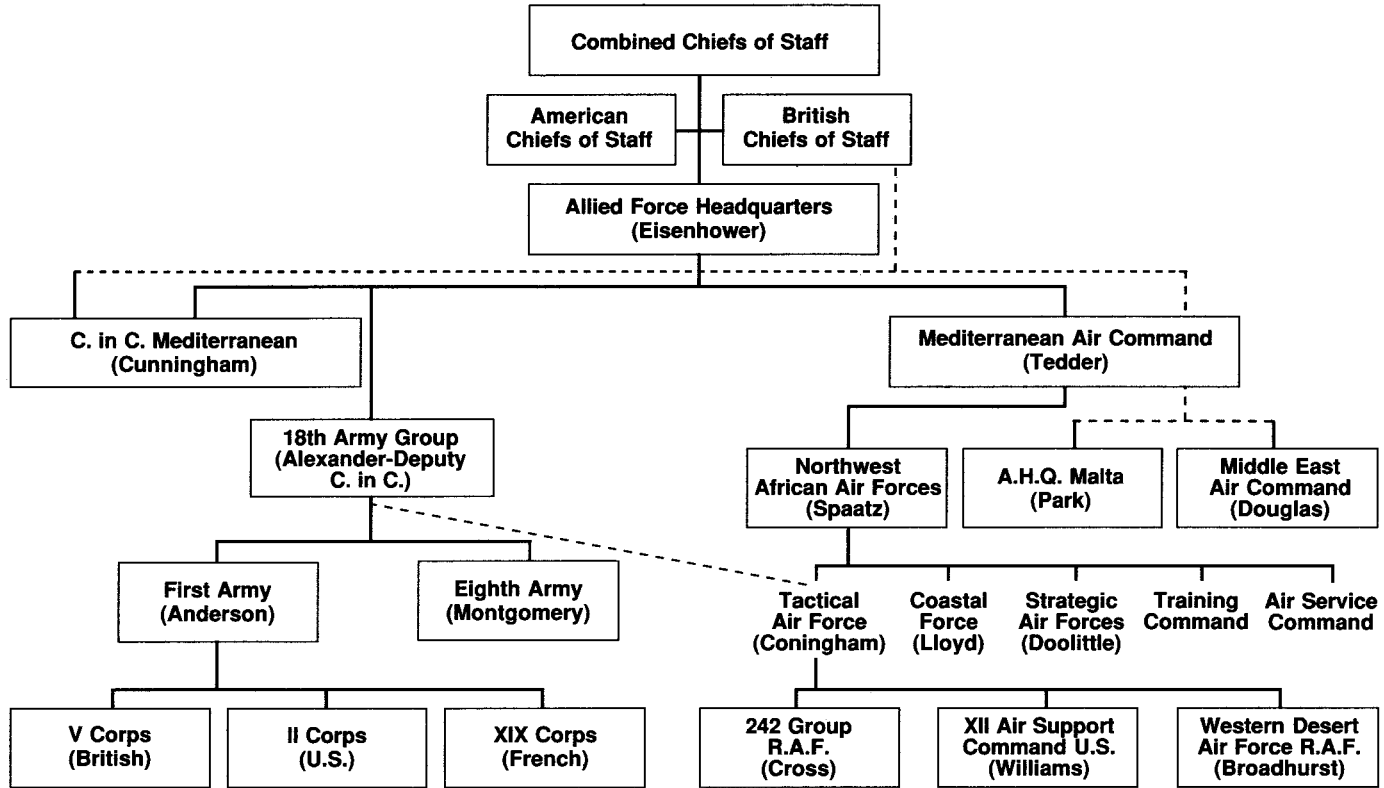 Combined Chiefs of Staff
American
Chiefs of Staff
British
Chiefs of Staff
Allied Force Headquarters
(Eisenhower)
C. in C. Mediterranean
(Cunningham)
Mediterranean Air Command
(Tedder)
18th Army Group
(Alexander-Deputy
C. in C.)
Northwest
African Air Forces
(Spaatz)
A.H.Q. Malta
(Park)
Middle East
Air Command
(Douglas)
First Army
(Anderson)
Eighth Army
(Montgomery)
Tactical
Air Force
(Coningham)
Coastal
Force
(Lloyd)
Strategic
Air Forces
(Doolittle)
Training
Command
Air Service
Command
V Corps
(British)
II Corps
(U.S.)
XIX Corps
(French)
242 Group
R.A.F.
(Cross)
XII Air Support
Command U.S.
(Williams)
Western Desert
Air Force R.A.F.
(Broadhurst)